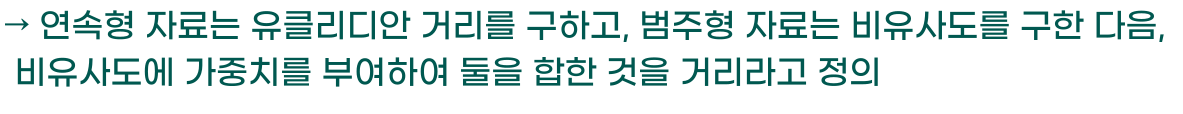 → 연속형 자료는 유클리디안 거리를 구하고, 범주형 자료는 비유사도를 구한 다음,
비유사도에 가중치를 부여하여 둘을 합한 것을 거리라고 정의